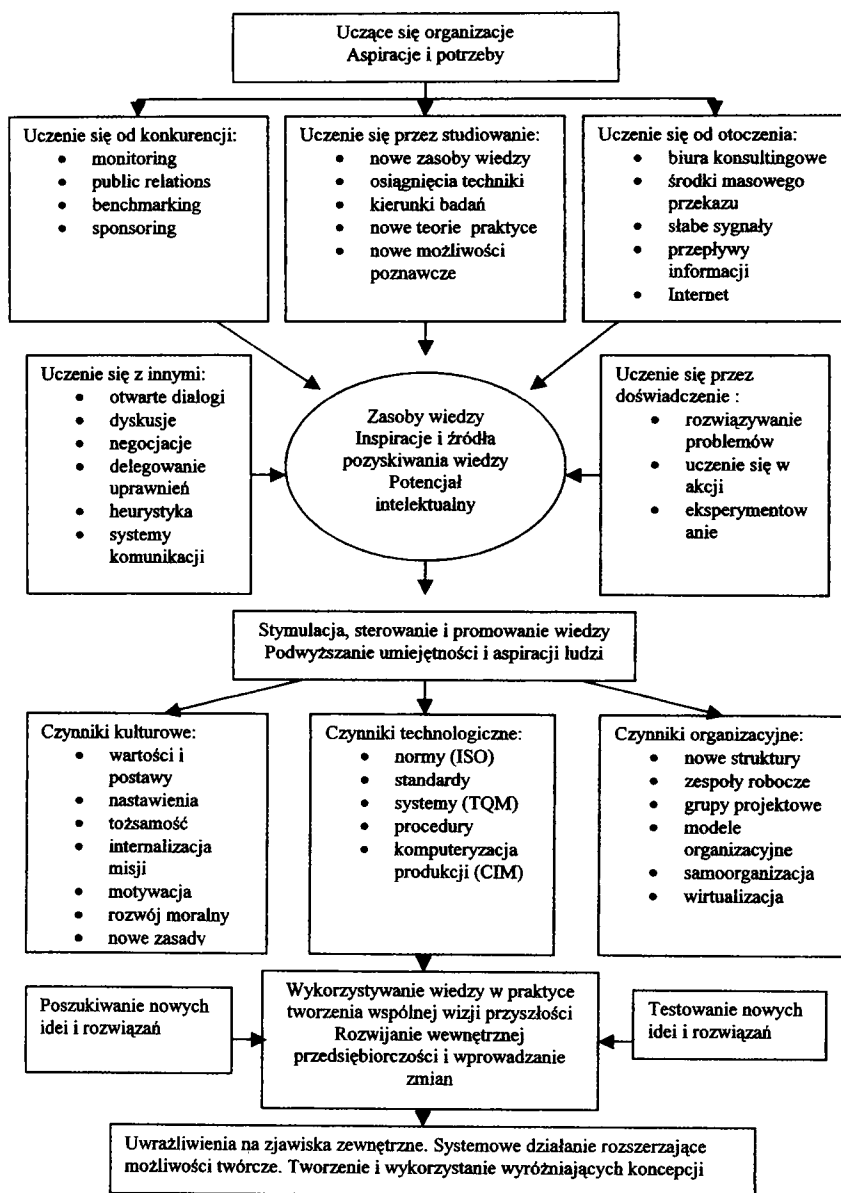 Uczące się organizacje
Aspiracje i potrzeby
Uczenie się od konkurencji:
• monitoring
• public relations
• benchmarking
• sponsoring
Uczenie się przez studiowanie:
• nowe zasoby wiedzy
• osiągnięcia techniki
• kierunki badań
• nowe teorie praktyce
• nowe możliwości
poznawcze
Uczenie się od otoczenia:
• biura konsultingowe
• środki masowego
przekazu
• słabe sygnały
• przepływy
informacji
• Internet
Uczenie się z innymi:
• otwarte dialogi
• dyskusje
• negocjacje
• delegowanie
uprawnień
• heurystyka
• systemy
komunikacji
Zasoby wiedzy
Inspiracje i źródła
pozyskiwania wiedzy
Potencjał
intelektualny
Uczenie się przez
doświadczenie :
• rozwiązywanie
problemów
• uczenie się w
akcji
• eksperymentow
anie
Stymulacja, sterowanie i promowanie wiedzy
Podwyższanie umiejętności i aspiracji ludzi
Czynniki kulturowe:
• wartości i
postawy
• nastawienia
• tożsamość
• internalizacja
misji
• motywacja
• rozwój moralny
• nowe zasady
Czynniki technologiczne:
• normy (ISO)
• standardy
• systemy (TQM)
• procedury
• komputeryzacja
produkcji (CIM)
Czynniki organizacyjne:
• nowe struktury
• zespoły robocze
• grupy projektowe
• modele
organizacyjne
• samoorganizacja
• wirtualizacja
Poszukiwanie nowych
idei i rozwiązań
Wykorzystywanie wiedzy w praktyce
tworzenia wspólnej wizji przyszłości
Rozwijanie wewnętrznej
przedsiębiorczości i wprowadzanie
zmian
Testowanie nowych
idei i rozwiązań
Uwrażliwienia na zjawiska zewnętrzne. Systemowe działanie rozszerzające
możliwości twórcze. Tworzenie i wykorzystanie wyróżniających koncepcji